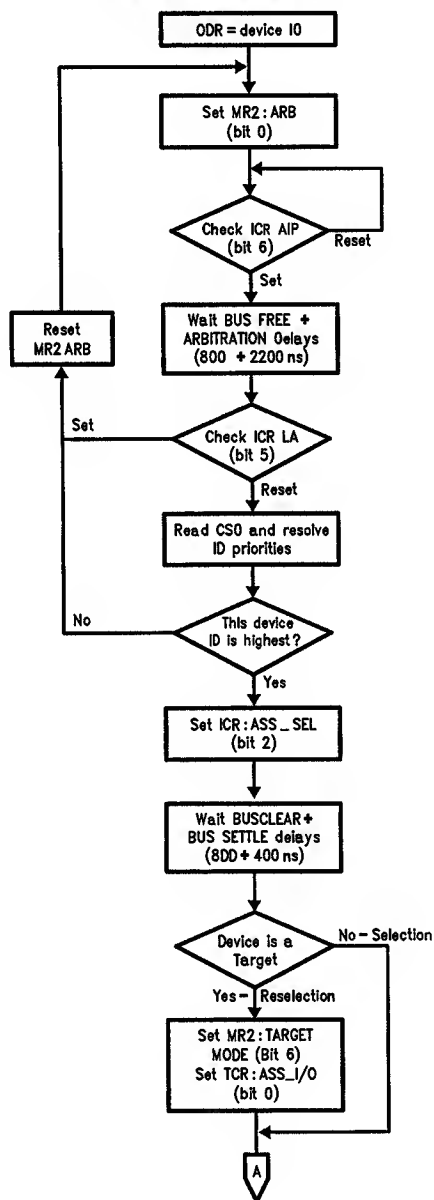 ODR = device IO
Set MR2: ARB
(bit 0)
Check ICR AIP
(bit 6)
Reset
Set
Wait BUS FREE +
ARBITRATION Delays
(800 + 2200 ns)
Reset
MR2 ARB
Set
Check ICR LA
(bit 5)
Reset
Read CSO and resolve
ID priorities
No
This device
ID is highest?
Yes
Set ICR: ASS_SEL
(bit 2)
Wait BUSCLEAR+
BUS SETTLE delays
(8DD + 400 ns)
Device is a
Target
No - Selection
Yes - Reselection
Set MR2: TARGET
MODE (Bit 6)
Set TCR: ASS_I/O
(bit 0)
A